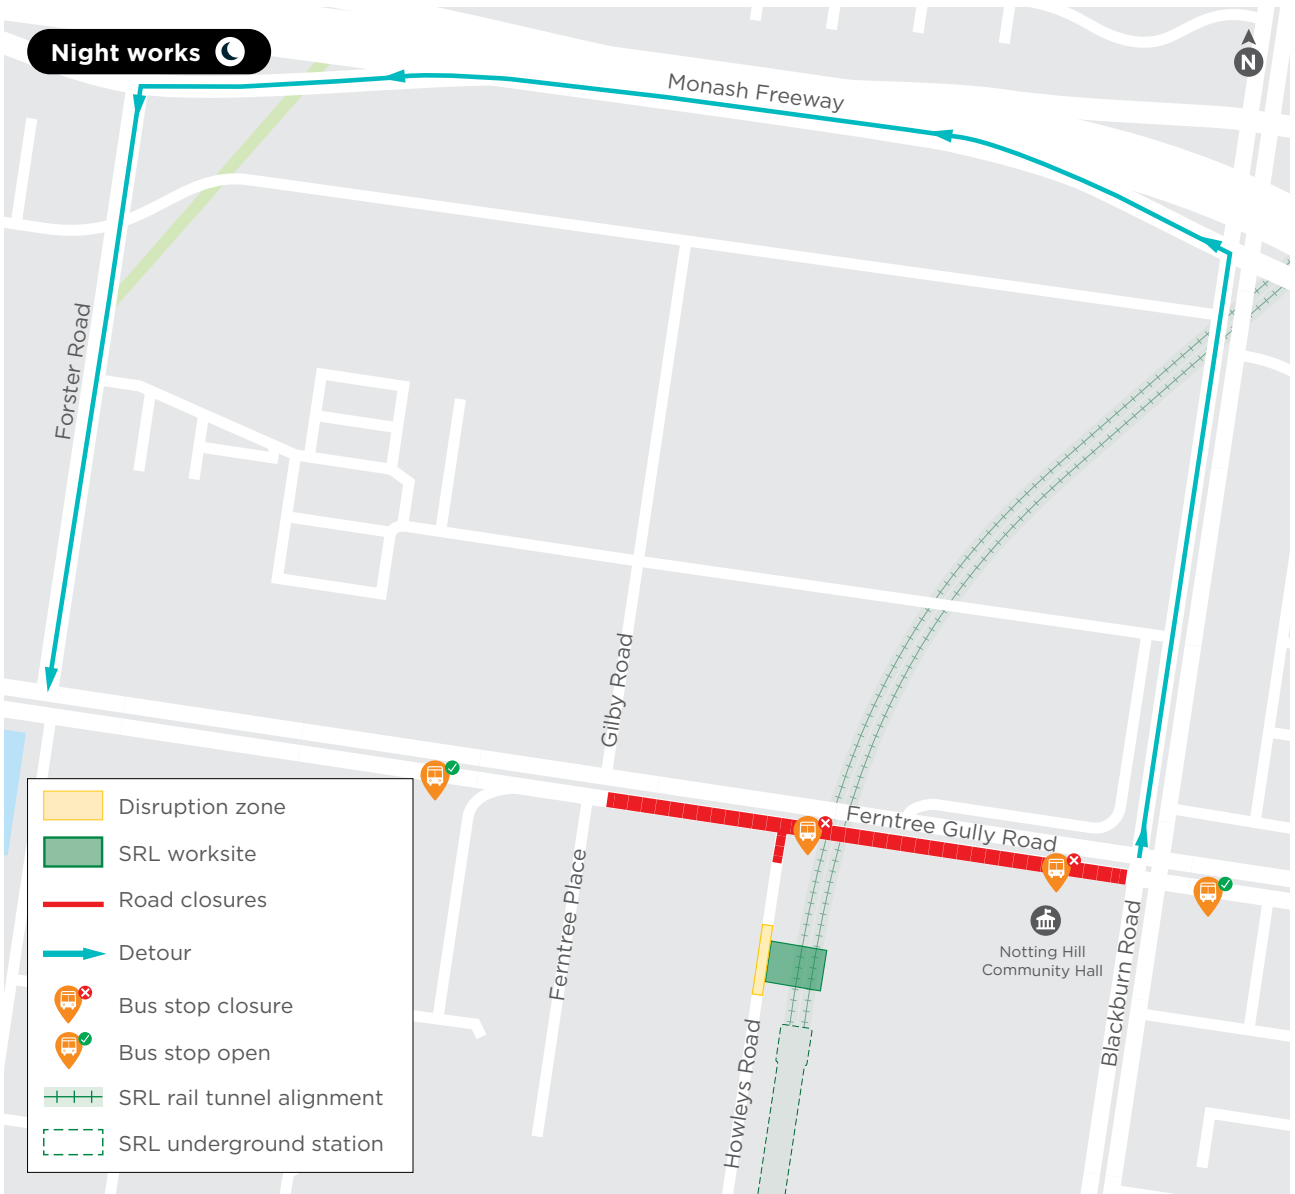 Night works
N
Monash Freeway
Forster Road
Gilby Road
Ferntree Gully Road
Ferntree Place
Notting Hill
Community Hall
Blackburn Road
Howleys Road
Disruption zone
SRL worksite
Road closures
Detour
Bus stop closure
Bus stop open
SRL rail tunnel alignment
SRL underground station